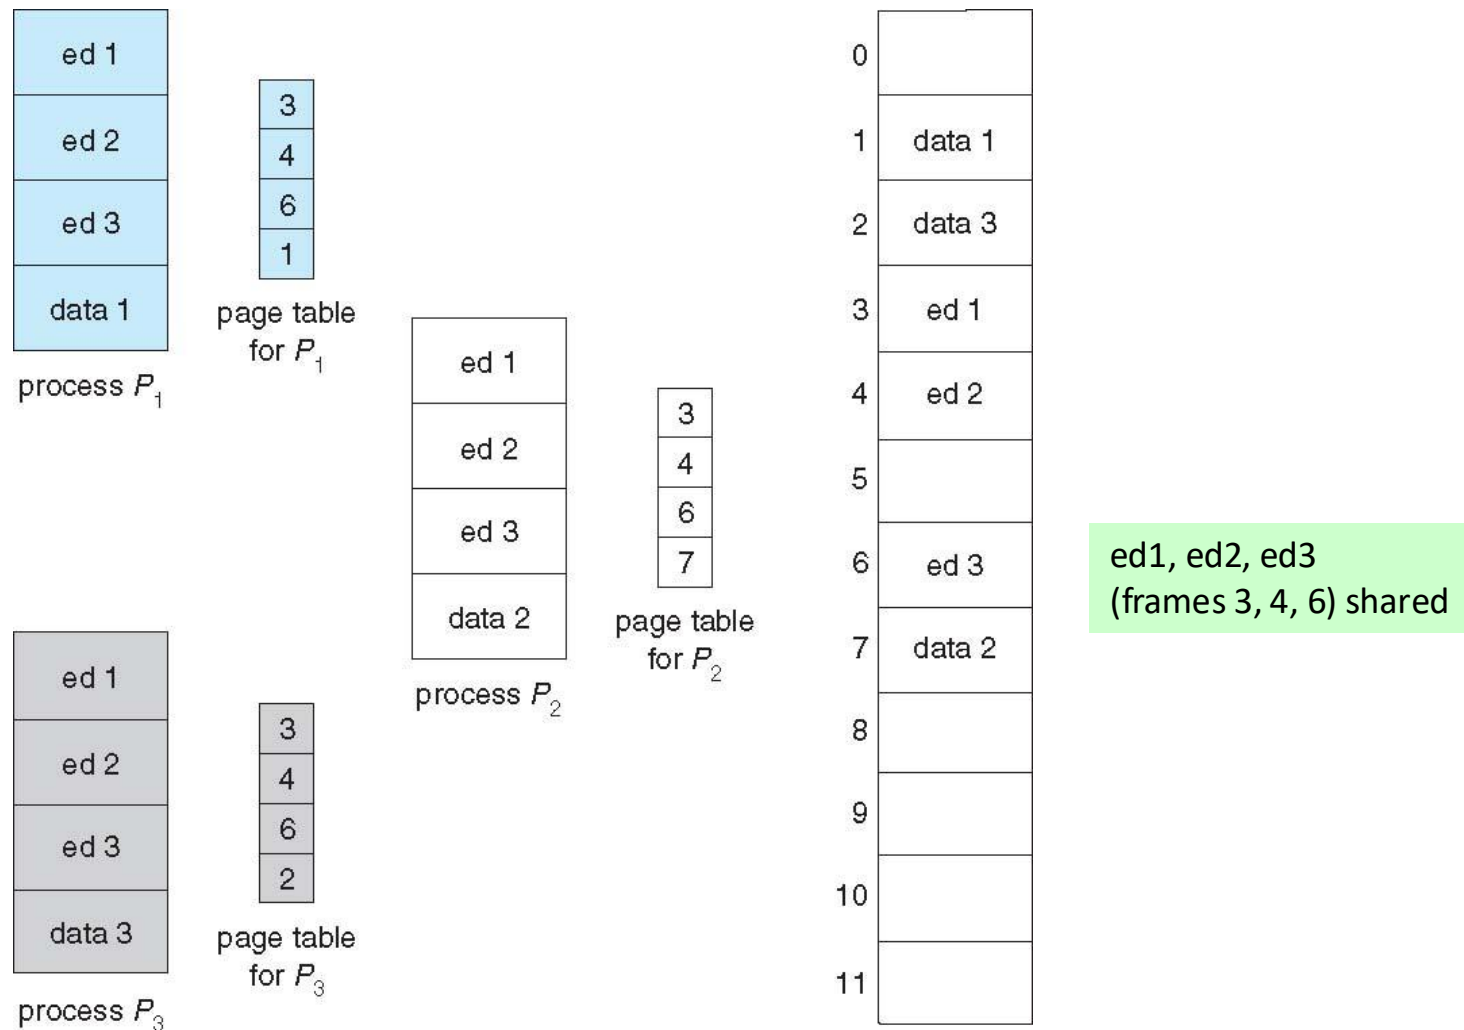 ed 1
ed 2
ed 3
data 1
process P₁
3
4
6
1
page table
for P₁
ed 1
ed 2
ed 3
data 2
process P₂
3
4
6
7
page table
for P₂
ed 1
ed 2
ed 3
data 3
process P₃
3
4
6
2
page table
for P₃
0
1 data 1
2 data 3
3 ed 1
4 ed 2
5
6 ed 3
7 data 2
8
9
10
11
ed1, ed2, ed3
(frames 3, 4, 6) shared